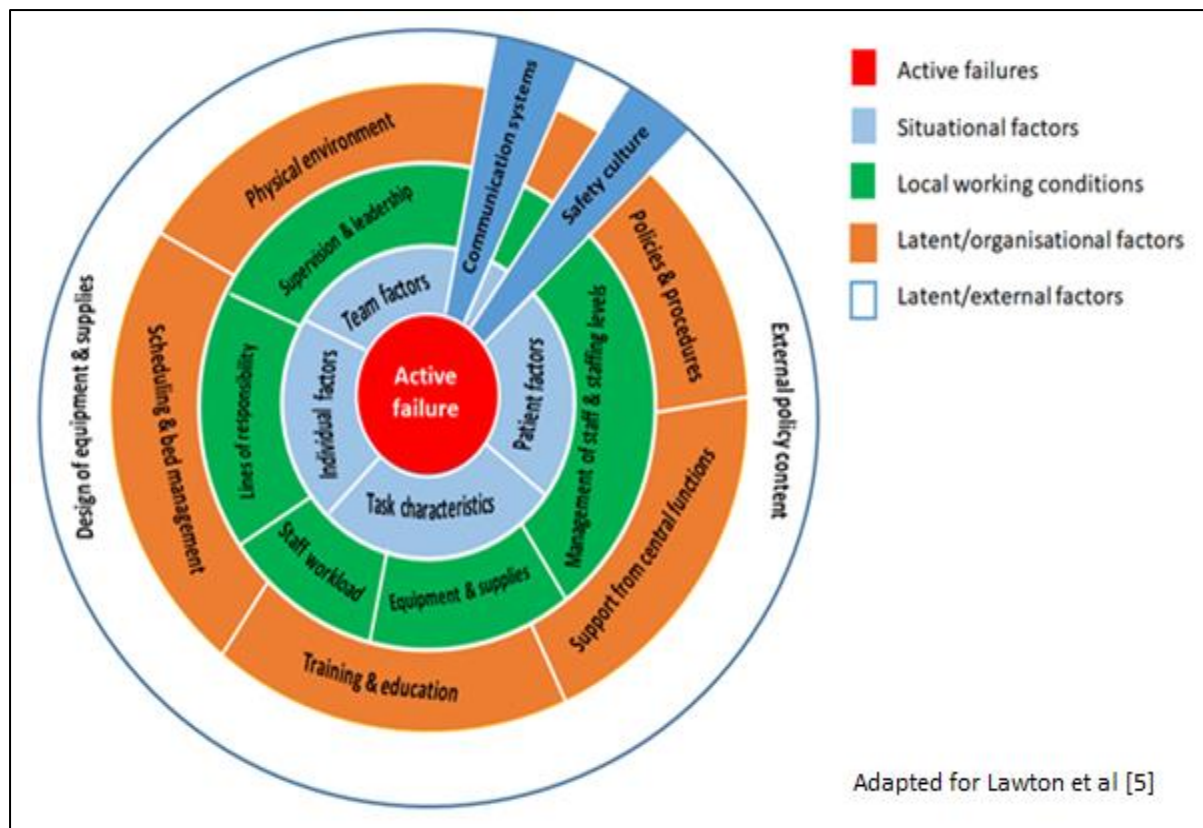 Communication systems
Safety culture
Physical environment
Supervision & leadership
Team factors
Policies & procedures
Scheduling & bed management
Lines of responsibility
Individual factors
Active
failure
Patient factors
Management of staff & staffing levels
Design of equipment & supplies
External policy content
Task characteristics
Staff workload
Equipment & supplies
Support from central functions
Training & education
Active failures
Situational factors
Local working conditions
Latent/organisational factors
Latent/external factors
Adapted for Lawton et al [5]